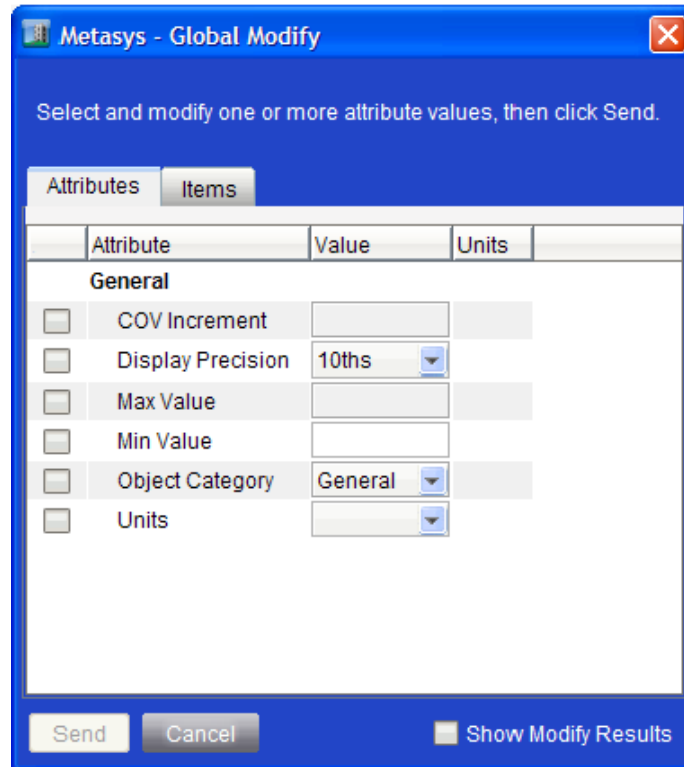 Metasys - Global Modify
Select and modify one or more attribute values, then click Send.
Attributes Items
Attribute Value Units
General
COV Increment
Display Precision 10ths
Max Value
Min Value
Object Category General
Units
Send Cancel Show Modify Results